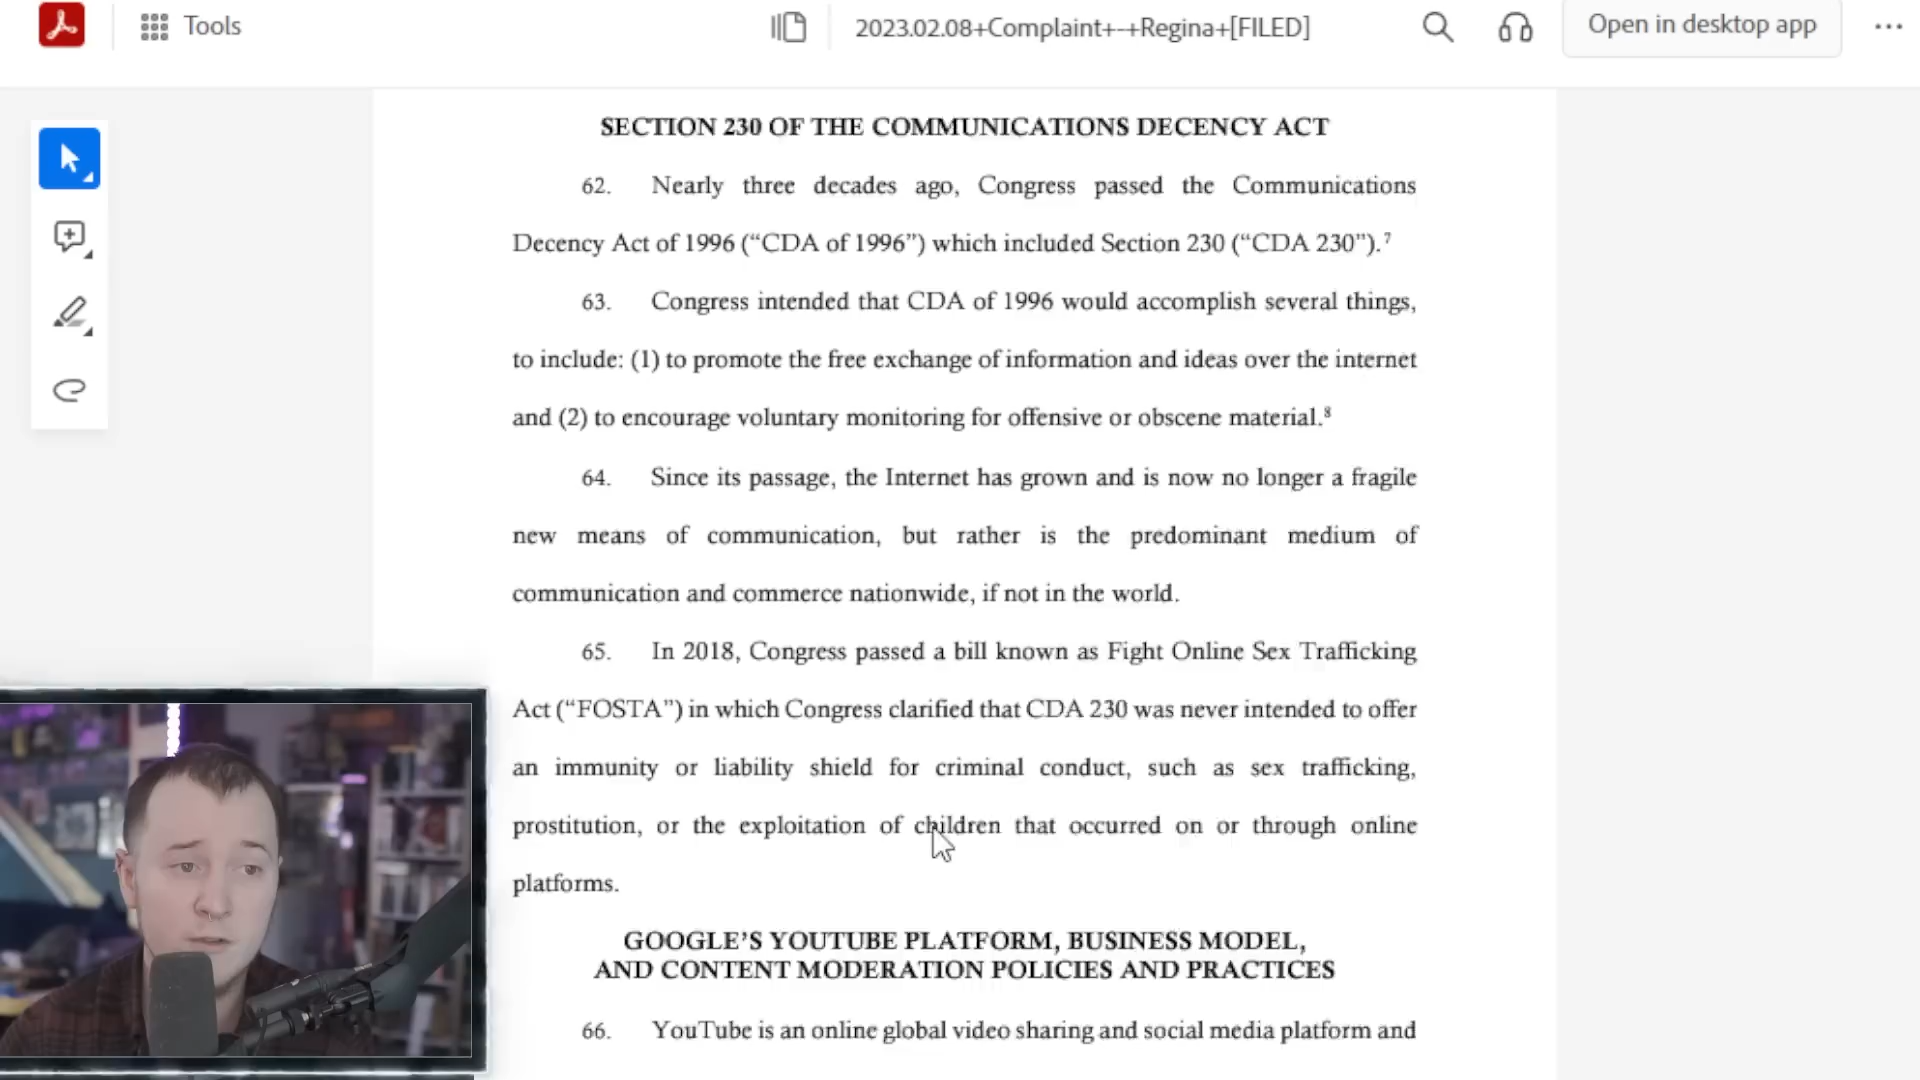 Tools
2023.02.08+Complaint+-+Regina+[FILED]
Open in desktop app
SECTION 230 OF THE COMMUNICATIONS DECENCY ACT
62. Nearly three decades ago, Congress passed the Communications
Decency Act of 1996 (“CDA of 1996”) which included Section 230 (“CDA 230”).7
63. Congress intended that CDA of 1996 would accomplish several things,
to include: (1) to promote the free exchange of information and ideas over the internet
and (2) to encourage voluntary monitoring for offensive or obscene material.8
64. Since its passage, the Internet has grown and is now no longer a fragile
new means of communication, but rather is the predominant medium of
communication and commerce nationwide, if not in the world.
65. In 2018, Congress passed a bill known as Fight Online Sex Trafficking
Act (“FOSTA”) in which Congress clarified that CDA 230 was never intended to offer
an immunity or liability shield for criminal conduct, such as sex trafficking,
prostitution, or the exploitation of children that occurred on or through online
platforms.
GOOGLE’S YOUTUBE PLATFORM, BUSINESS MODEL,
AND CONTENT MODERATION POLICIES AND PRACTICES
66. YouTube is an online global video sharing and social media platform and